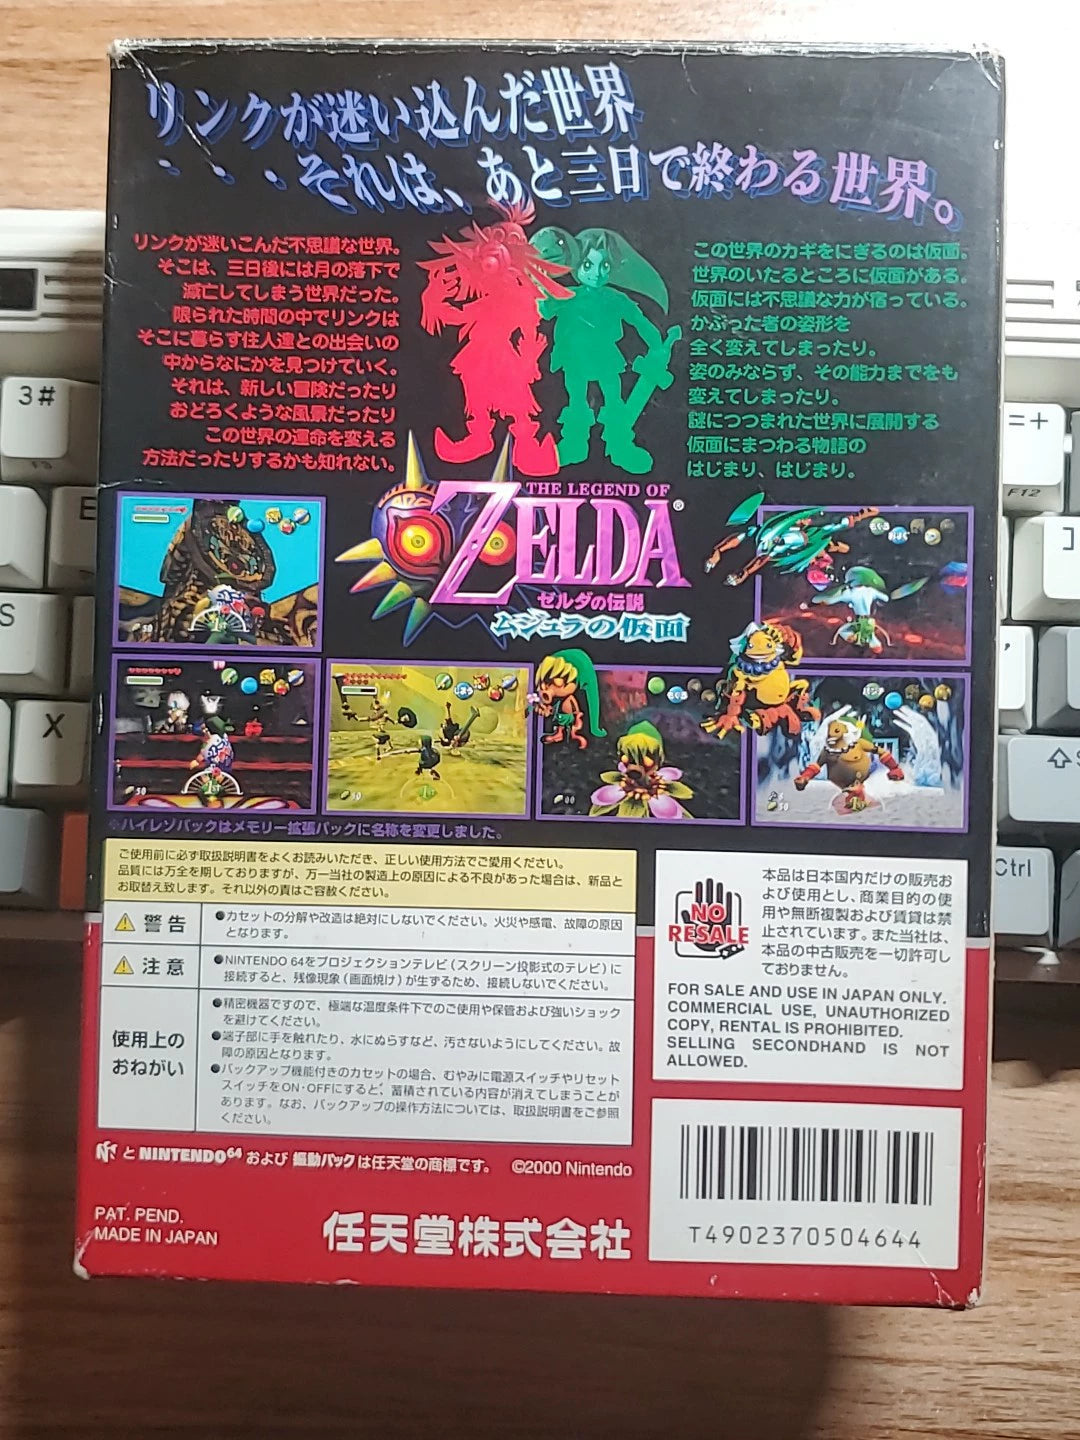 リンクが迷い込んだ世界
・・・それは、あと三日で終わる世界。
リンクが迷いこんだ不思議な世界。
そこは、三日後には月の落下で
滅亡してしまう世界だった。
限られた時間の中でリンクは
そこに暮らす住人達との出会いの
中からなにかを見つけていく。
それは、新しい冒険だったり
おどろくような風景だったり
この世界の運命を変える
方法だったりするかも知れない。
この世界のカギをにぎるのは仮面。
世界のいたるところに仮面がある。
仮面には不思議な力が宿っている。
かぶった者の姿形を
全く変えてしまったり。
姿のみならず、その能力までをも
変えてしまったり。
謎につつまれた世界に展開する
仮面にまつわる物語の
はじまり、はじまり。
THE LEGEND OF
ZELDA®
ゼルダの伝説
ムジュラの仮面
※ハイレゾパックはメモリー拡張パックに名称を変更しました。
ご使用前に必ず取扱説明書をよくお読みいただき、正しい使用方法でご愛用ください。
品質には万全を期しておりますが、万一当社の製造上の原因による不良があった場合は、新品と
お取替え致します。それ以外の責はご容赦ください。
警告
●カセットの分解や改造は絶対にしないでください。火災や感電、故障の原因
となります。
注意
●NINTENDO 64をプロジェクションテレビ（スクリーン投影式のテレビ）に
接続すると、残像現象（画面焼け）が生ずるため、接続しないでください。
使用上の
おねがい
●精密機器ですので、極端な温度条件下でのご使用や保管および強いショック
を避けてください。
●端子部に手を触れたり、水にぬらすなど、汚さないようにしてください。故
障の原因となります。
●バックアップ機能付きのカセットの場合、むやみに電源スイッチやリセット
スイッチをON・OFFにすると、蓄積されている内容が消えてしまうことが
あります。なお、バックアップの操作方法については、取扱説明書をご参照
ください。
と NINTENDO64 および 振動パック は任天堂の商標です。 ©2000 Nintendo
PAT. PEND.
MADE IN JAPAN
任天堂株式会社
NO
RESALE
本品は日本国内だけの販売お
よび使用とし、商業目的の使
用や無断複製および賃貸は禁
止されています。また当社は、
本品の中古販売を一切許可し
ておりません。
FOR SALE AND USE IN JAPAN ONLY.
COMMERCIAL USE, UNAUTHORIZED
COPY, RENTAL IS PROHIBITED.
SELLING SECONDHAND IS NOT
ALLOWED.
T4902370504644
3#
F3
E
S
X
=+
F12
]
Ctrl